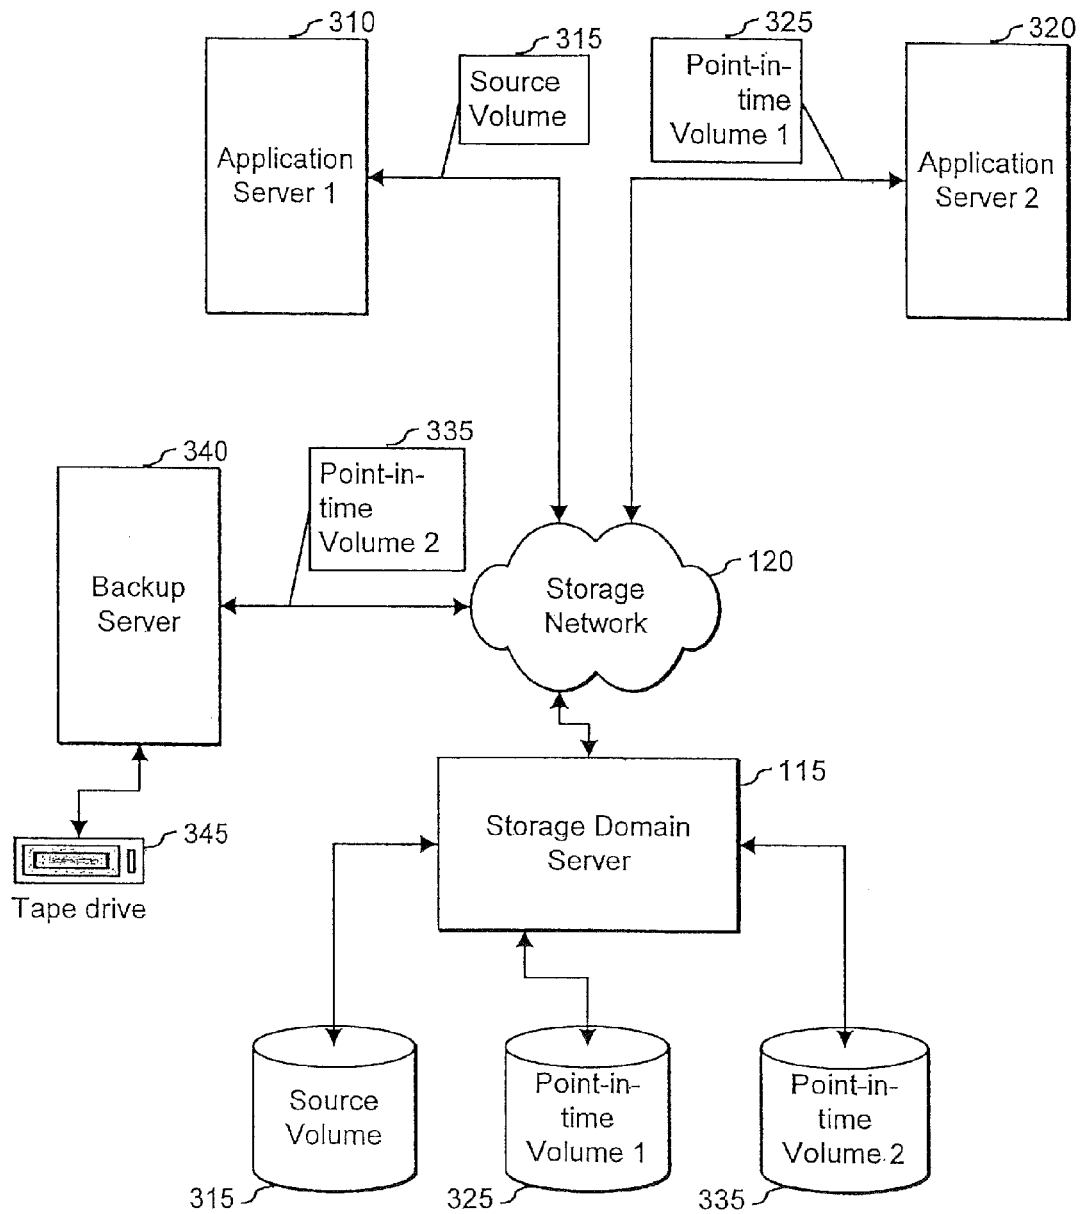 310
315
325
320
Source
Volume
Point-in-
time
Volume 1
Application
Server 1
Application
Server 2
340
335
Point-in-
time
Volume 2
120
Backup
Server
Storage
Network
115
Storage Domain
Server
345
Tape drive
Source
Volume
Point-in-
time
Volume 1
Point-in-
time
Volume 2
315
325
335